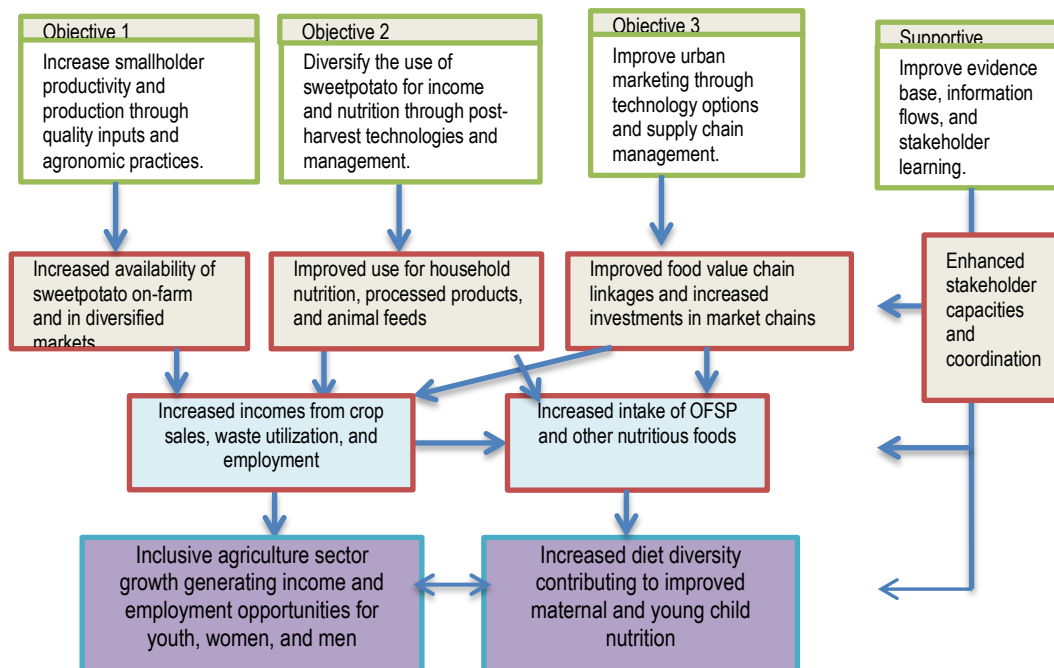 Objective 1
Increase smallholder
productivity and
production through
quality inputs and
agronomic practices.
Objective 2
Diversify the use of
sweetpotato for income
and nutrition through post-
harvest technologies and
management.
Objective 3
Improve urban
marketing through
technology options
and supply chain
management.
Supportive
Improve evidence
base, information
flows, and
stakeholder
learning.
Increased availability of
sweetpotato on-farm
and in diversified
markets
Improved use for household
nutrition, processed products,
and animal feeds
Improved food value chain
linkages and increased
investments in market chains
Enhanced
stakeholder
capacities
and
coordination
Increased incomes from crop
sales, waste utilization, and
employment
Increased intake of OFSP
and other nutritious foods
Inclusive agriculture sector
growth generating income and
employment opportunities for
youth, women, and men
Increased diet diversity
contributing to improved
maternal and young child
nutrition